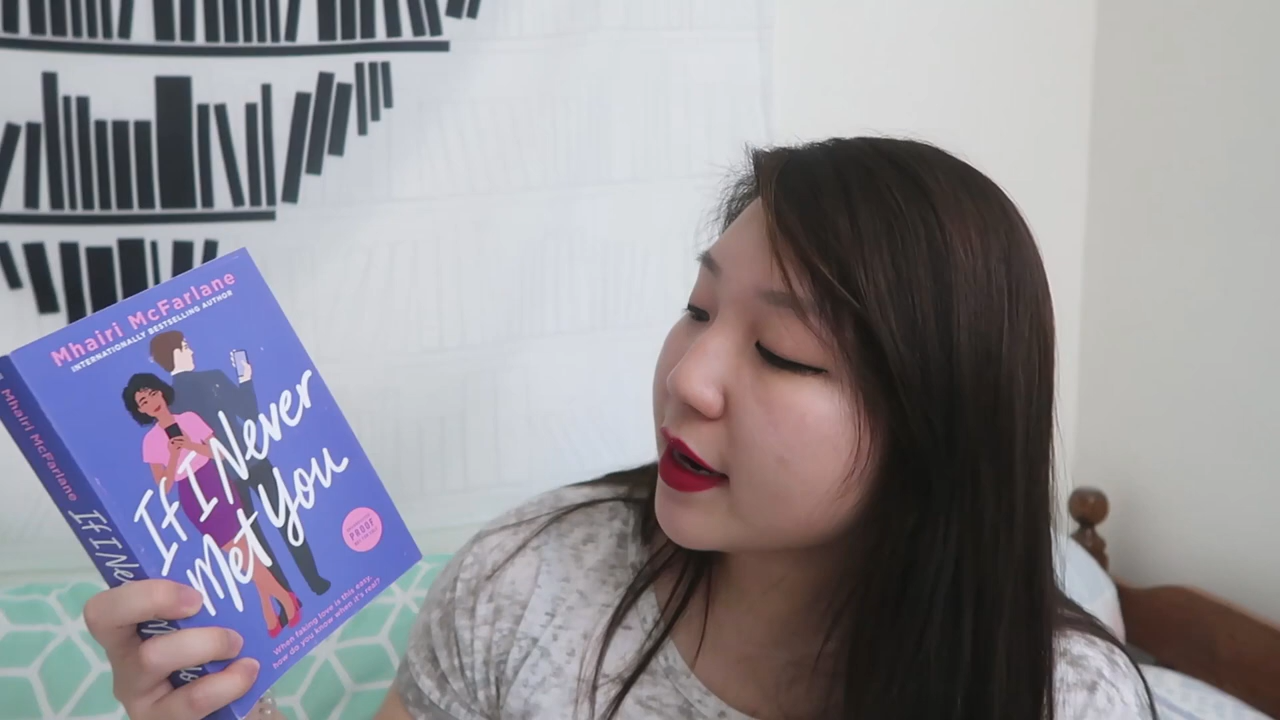 Mhairi McFarlane
INTERNATIONALLY BESTSELLING AUTHOR
If I Never
Met You
PROOF
When faking love is this easy,
how do you know when it's real?
Mhairi McFarlane
If I Ne